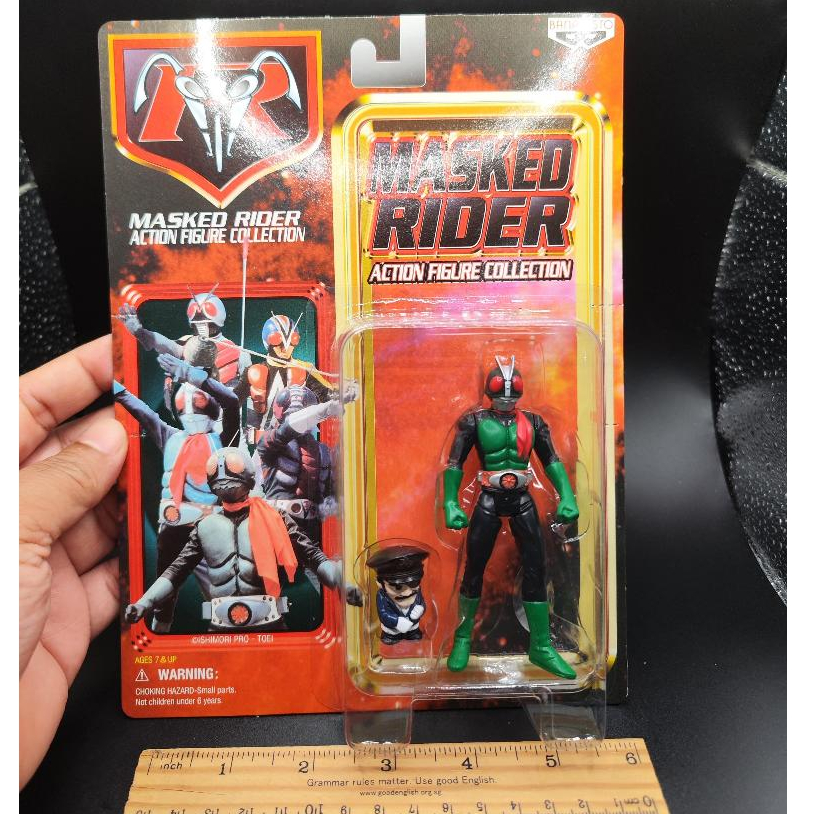 MASKED RIDER
ACTION FIGURE COLLECTION
MASKED
RIDER
ACTION FIGURE COLLECTION
©ISHIMORI PRO · TOEI
AGES 7 & UP
WARNING:
CHOKING HAZARD-Small parts.
Not children under 6 years.
inch 1 2 3 4 5 6
Grammar rules matter. Use good English.
www.goodenglish.org.sg